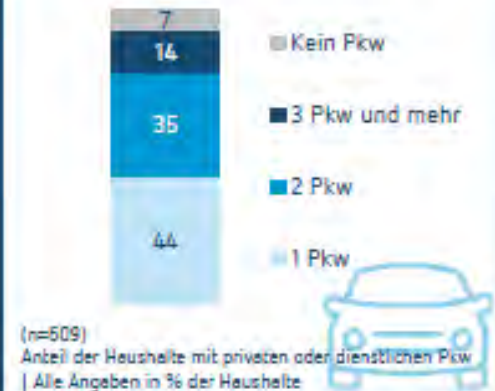 7
14
35
44
Kein Pkw
3 Pkw und mehr
2 Pkw
1 Pkw
(n=609)
Anteil der Haushalte mit privaten oder dienstlichen Pkw
| Alle Angaben in % der Haushalte